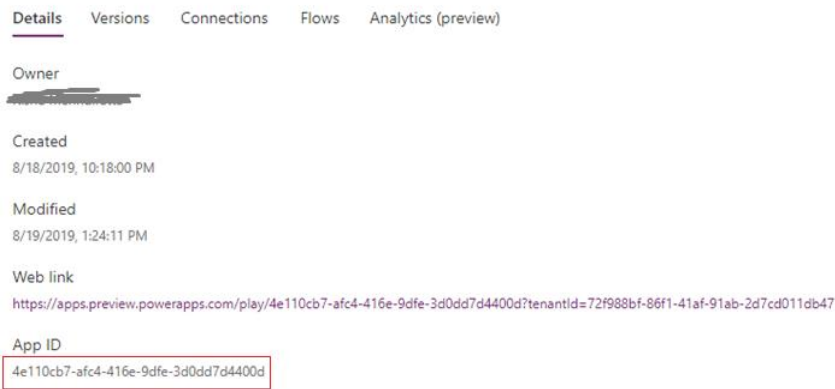 Details Versions Connections Flows Analytics (preview)
Owner
Created
8/18/2019, 10:18:00 PM
Modified
8/19/2019, 1:24:11 PM
Web link
https://apps.preview.powerapps.com/play/4e110cb7-afc4-416e-9dfe-3d0dd7d4400d?tenantId=72f988bf-86f1-41af-91ab-2d7cd011db47
App ID
4e110cb7-afc4-416e-9dfe-3d0dd7d4400d